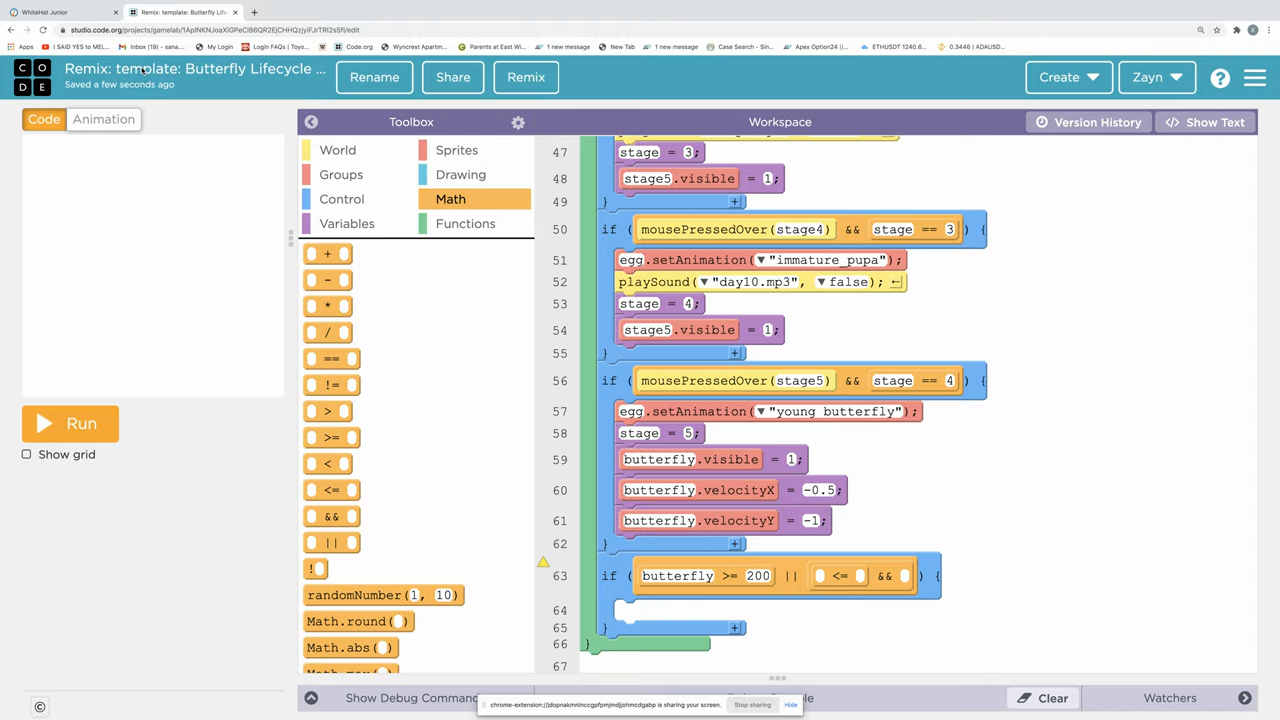 WhiteHat Junior
Remix: template: Butterfly Life
studio.code.org/projects/gamelab/
/edit
Apps
I SAID YES to MEL...
Inbox (19) - sana....
My Login
Login FAQs | Toyo...
Code.org
Wyncrest Apartm...
Parents at East Wi...
1 new message
New Tab
1 new message
Case Search - Sin...
Apex Option24 |...
ETHUSDT 1240.6...
0.3446 | ADAUSD...
CODE
Remix: template: Butterfly Lifecycle ...
Saved a few seconds ago
Rename
Share
Remix
Create
Zayn
?
Code
Animation
Toolbox
Workspace
Version History
</> Show Text
World
Sprites
Groups
Drawing
Control
Math
Variables
Functions
+
-
*
/
==
!=
>
>=
<
<=
&&
||
!
randomNumber(1, 10)
Math.round( )
Math.abs( )
Run
Show grid
47 stage = 3;
48 stage5.visible = 1;
49 }
50 if ( mousePressedOver(stage4) && stage == 3 ) {
51 egg.setAnimation( "immature_pupa");
52 playSound( "day10.mp3", false);
53 stage = 4;
54 stage5.visible = 1;
55 }
56 if ( mousePressedOver(stage5) && stage == 4 ) {
57 egg.setAnimation( "young butterfly");
58 stage = 5;
59 butterfly.visible = 1;
60 butterfly.velocityX = -0.5;
61 butterfly.velocityY = -1;
62 }
63 if ( butterfly >= 200 || <= && ) {
64
65 }
66 }
67
Show Debug Comman
Clear
Watchers
chrome-extension://jdopnakmnlnccgpfpmjmdjjohmcdgabp is sharing your screen.
Stop sharing
Hide
©